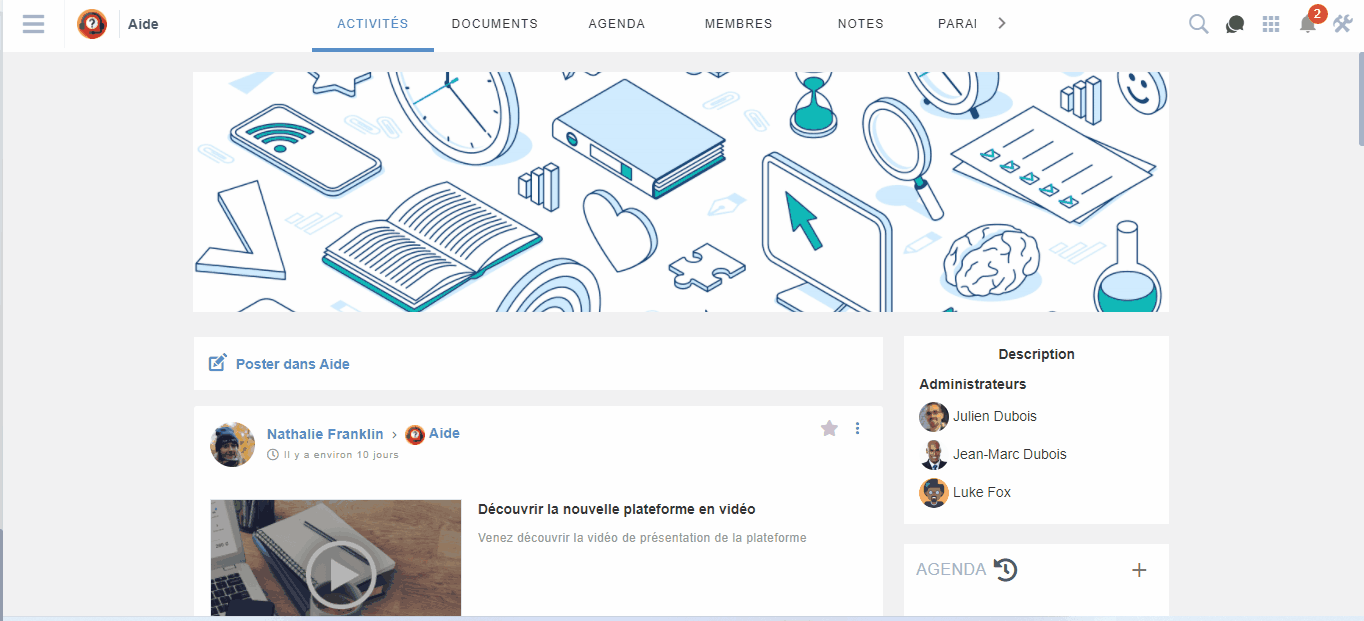 Aide
ACTIVITÉS DOCUMENTS AGENDA MEMBRES NOTES PARAI
2
Poster dans Aide
Nathalie Franklin › Aide
Il y a environ 10 jours
Découvrir la nouvelle plateforme en vidéo
Venez découvrir la vidéo de présentation de la plateforme
Description
Administrateurs
Julien Dubois
Jean-Marc Dubois
Luke Fox
AGENDA